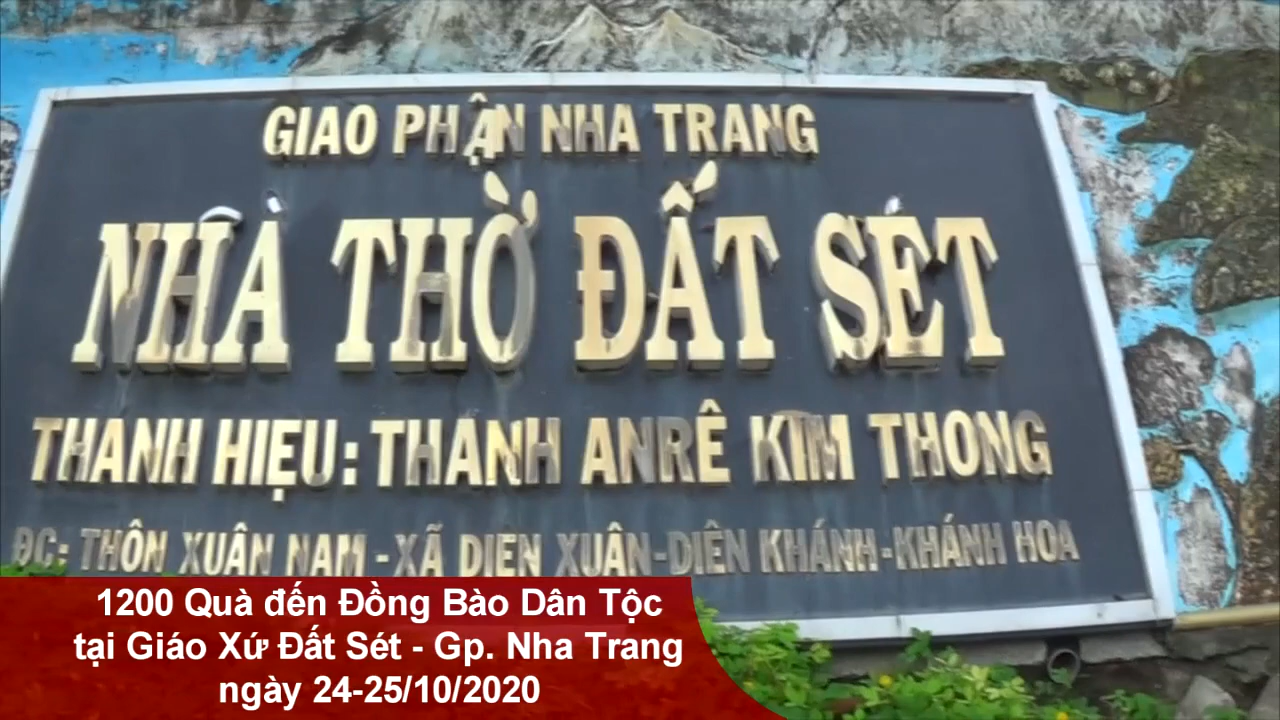 GIAO PHẬN NHA TRANG
NHÀ THỜ ĐẤT SÉT
THANH HIỆU: THANH ANRÊ KIM THONG
ĐC: THÔN XUÂN NAM - XÃ DIEN XUÂN - DIÊN KHÁNH - KHÁNH HOA
1200 Quà đến Đồng Bào Dân Tộc
tại Giáo Xứ Đất Sét - Gp. Nha Trang
ngày 24-25/10/2020